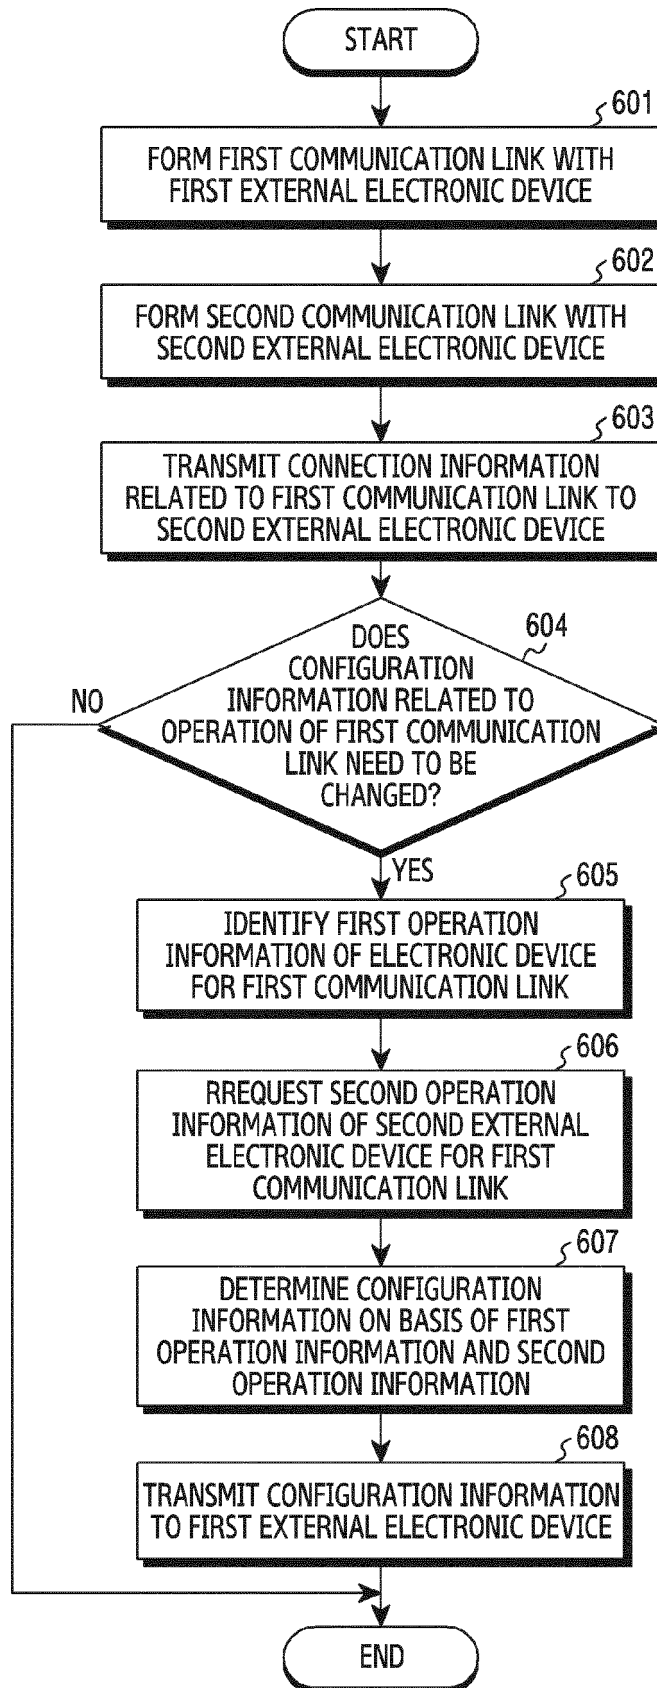 START
601
FORM FIRST COMMUNICATION LINK WITH
FIRST EXTERNAL ELECTRONIC DEVICE
602
FORM SECOND COMMUNICATION LINK WITH
SECOND EXTERNAL ELECTRONIC DEVICE
603
TRANSMIT CONNECTION INFORMATION
RELATED TO FIRST COMMUNICATION LINK TO
SECOND EXTERNAL ELECTRONIC DEVICE
604
DOES
CONFIGURATION
INFORMATION RELATED TO
OPERATION OF FIRST COMMUNICATION
LINK NEED TO BE
CHANGED?
NO
YES
605
IDENTIFY FIRST OPERATION
INFORMATION OF ELECTRONIC DEVICE
FOR FIRST COMMUNICATION LINK
606
RREQUEST SECOND OPERATION
INFORMATION OF SECOND EXTERNAL
ELECTRONIC DEVICE FOR FIRST
COMMUNICATION LINK
607
DETERMINE CONFIGURATION
INFORMATION ON BASIS OF FIRST
OPERATION INFORMATION AND SECOND
OPERATION INFORMATION
608
TRANSMIT CONFIGURATION INFORMATION
TO FIRST EXTERNAL ELECTRONIC DEVICE
END